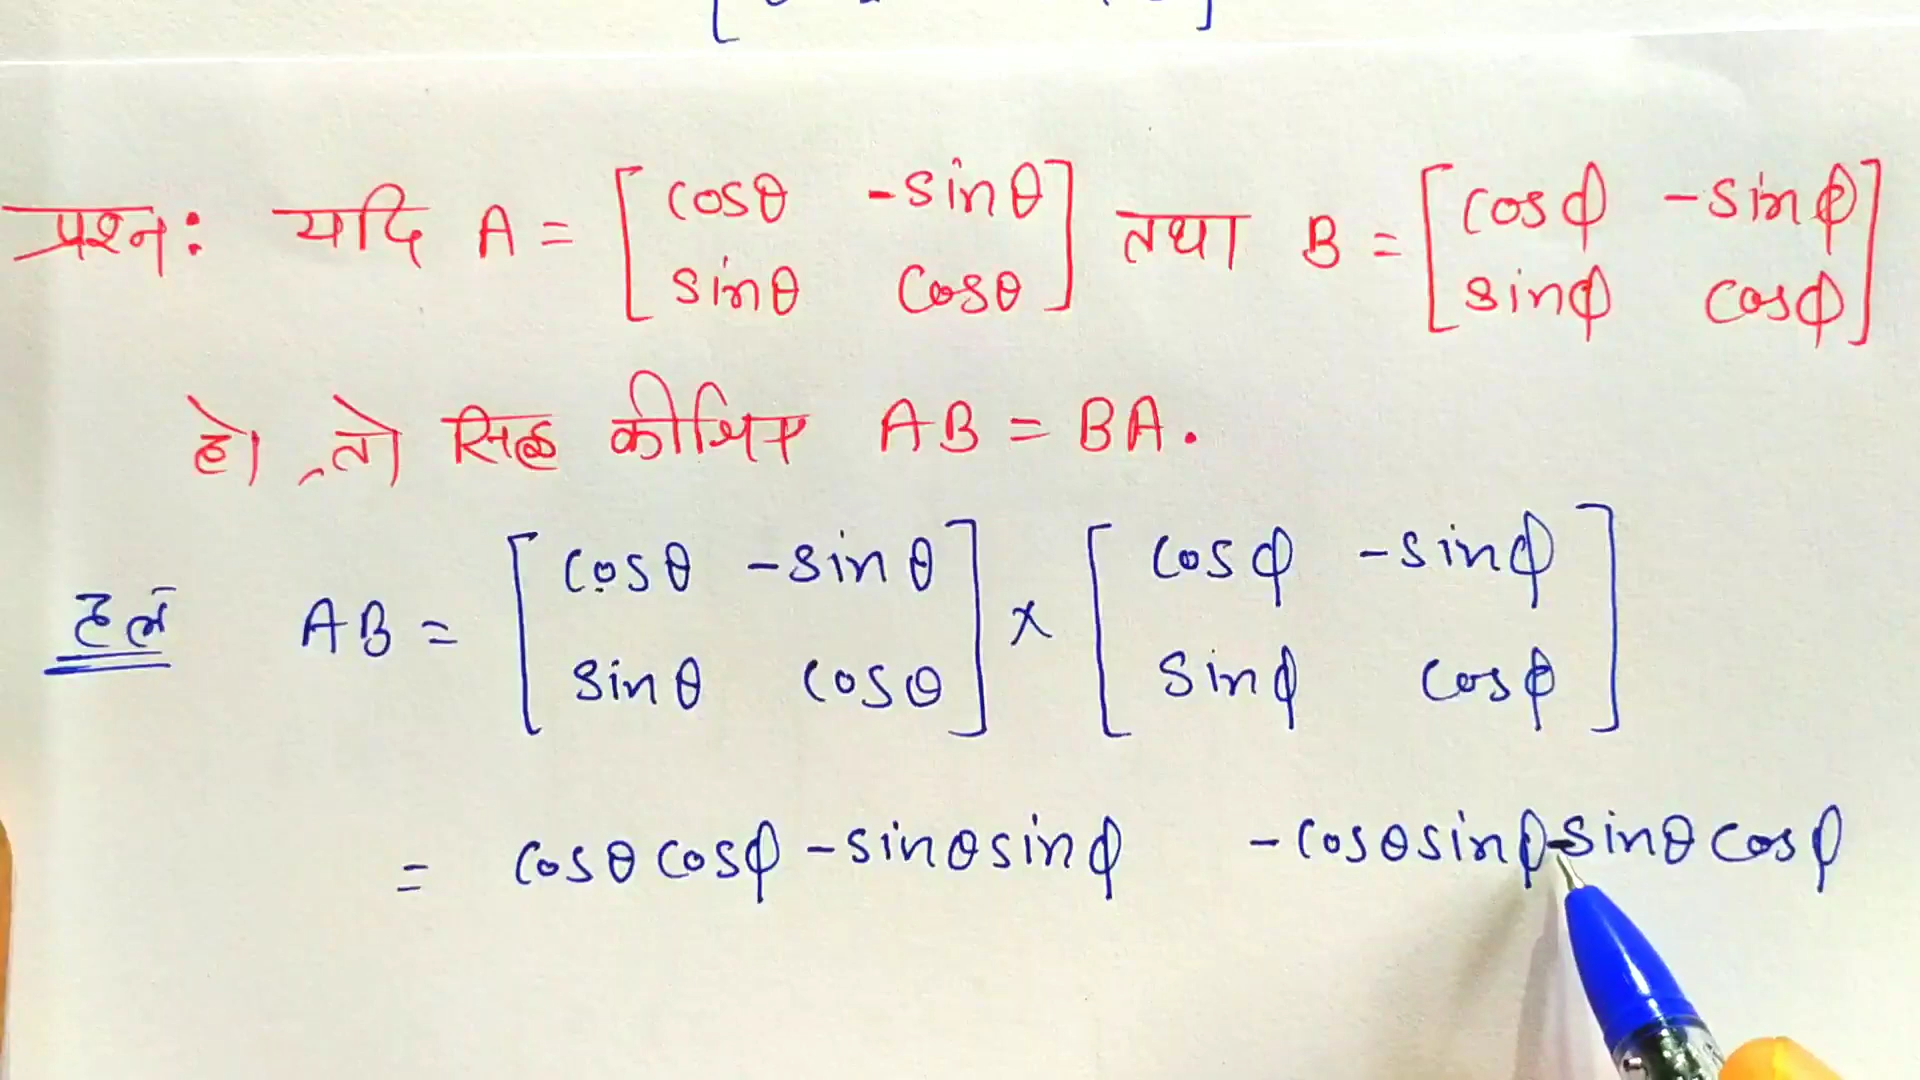 प्रश्न: यदि A = [cosθ -sinθ sinθ cosθ] तथा B = [cosϕ -sinϕ sinϕ cosϕ]
हो, तो सिद्ध कीजिए AB = BA.
हल AB = [cosθ -sinθ sinθ cosθ] × [cosϕ -sinϕ sinϕ cosϕ]
= cosθ cosϕ - sinθ sinϕ -cosθ sinϕ - sinθ cosϕ